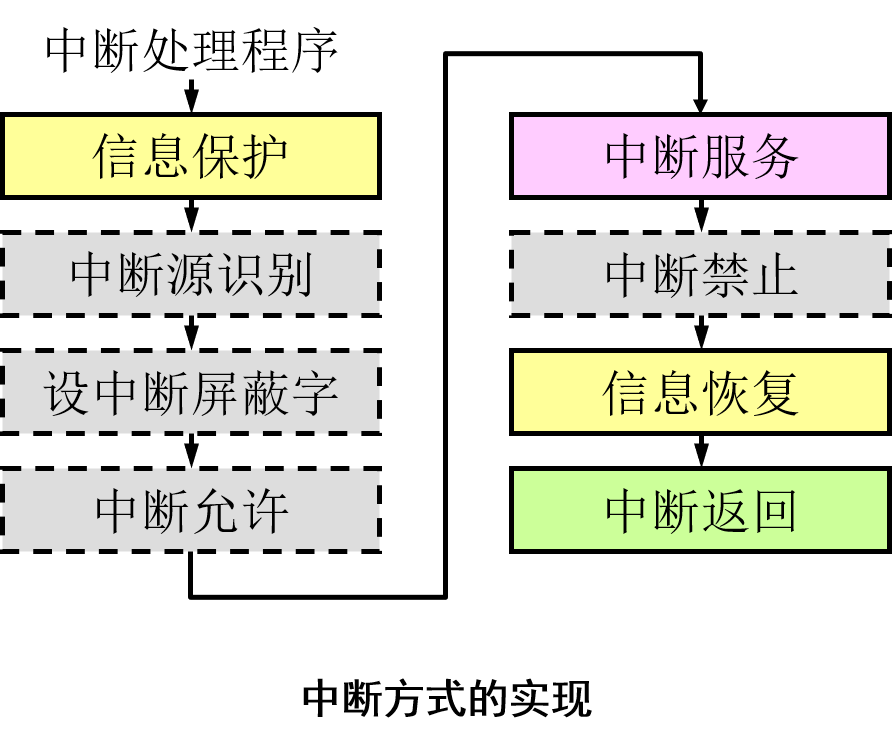 中断处理程序
信息保护
中断源识别
设中断屏蔽字
中断允许
中断服务
中断禁止
信息恢复
中断返回
中断方式的实现